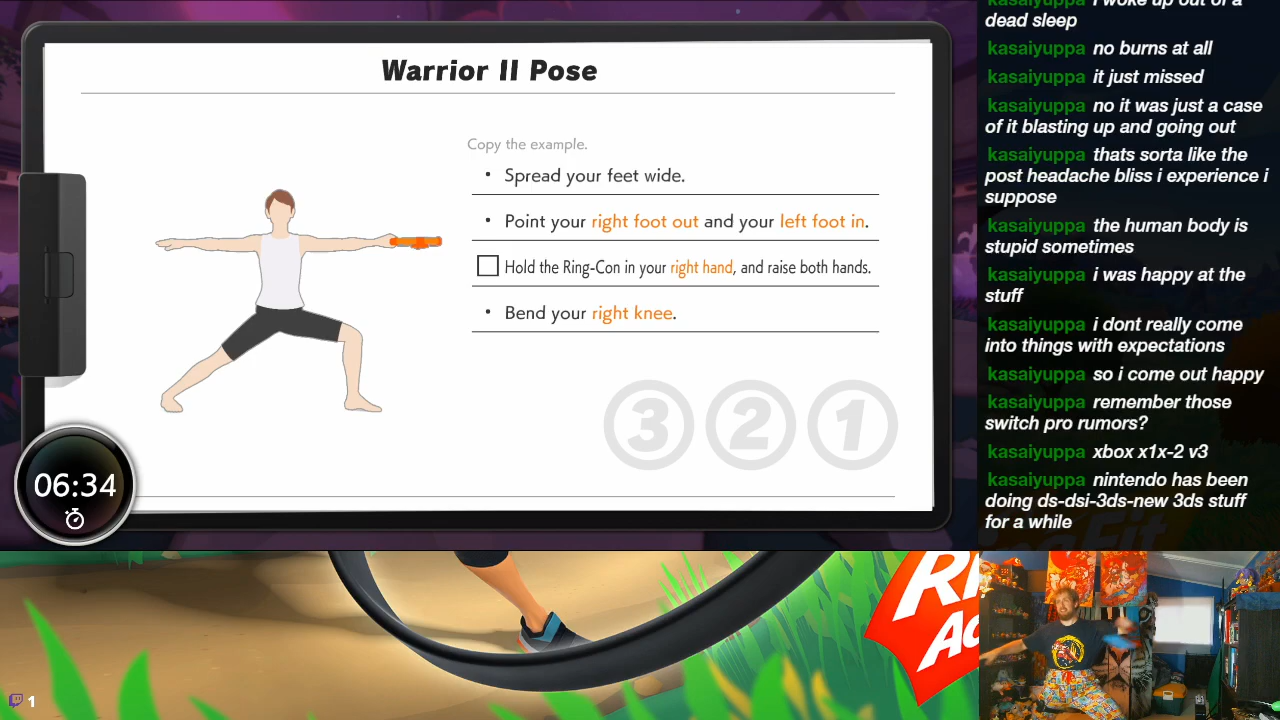 Warrior II Pose
Copy the example.
• Spread your feet wide.
• Point your right foot out and your left foot in.
Hold the Ring-Con in your right hand, and raise both hands.
• Bend your right knee.
3 2 1
06:34
1
dead sleep
kasaiyuppa no burns at all
kasaiyuppa it just missed
kasaiyuppa no it was just a case
of it blasting up and going out
kasaiyuppa thats sorta like the
post headache bliss i experience i
suppose
kasaiyuppa the human body is
stupid sometimes
kasaiyuppa i was happy at the
stuff
kasaiyuppa i dont really come
into things with expectations
kasaiyuppa so i come out happy
kasaiyuppa remember those
switch pro rumors?
kasaiyuppa xbox x1x-2 v3
kasaiyuppa nintendo has been
doing ds-dsi-3ds-new 3ds stuff
for a while